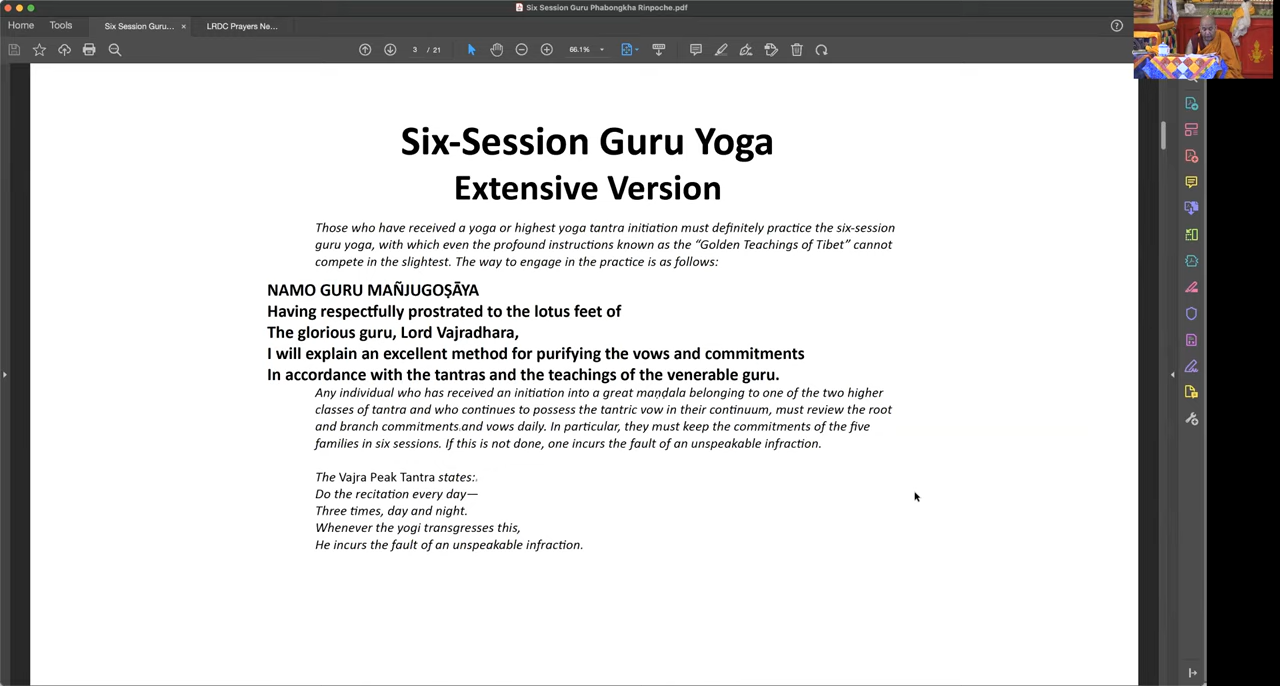 Six Session Guru Phabongkha Rinpoche.pdf
Home Tools Six Session Guru... × LRDC Prayers Ne...
3 / 21 66.1%
Six-Session Guru Yoga
Extensive Version
Those who have received a yoga or highest yoga tantra initiation must definitely practice the six-session
guru yoga, with which even the profound instructions known as the “Golden Teachings of Tibet” cannot
compete in the slightest. The way to engage in the practice is as follows:
NAMO GURU MAÑJUGOṢĀYA
Having respectfully prostrated to the lotus feet of
The glorious guru, Lord Vajradhara,
I will explain an excellent method for purifying the vows and commitments
In accordance with the tantras and the teachings of the venerable guru.
Any individual who has received an initiation into a great maṇḍala belonging to one of the two higher
classes of tantra and who continues to possess the tantric vow in their continuum, must review the root
and branch commitments and vows daily. In particular, they must keep the commitments of the five
families in six sessions. If this is not done, one incurs the fault of an unspeakable infraction.
The Vajra Peak Tantra states:
Do the recitation every day—
Three times, day and night.
Whenever the yogi transgresses this,
He incurs the fault of an unspeakable infraction.